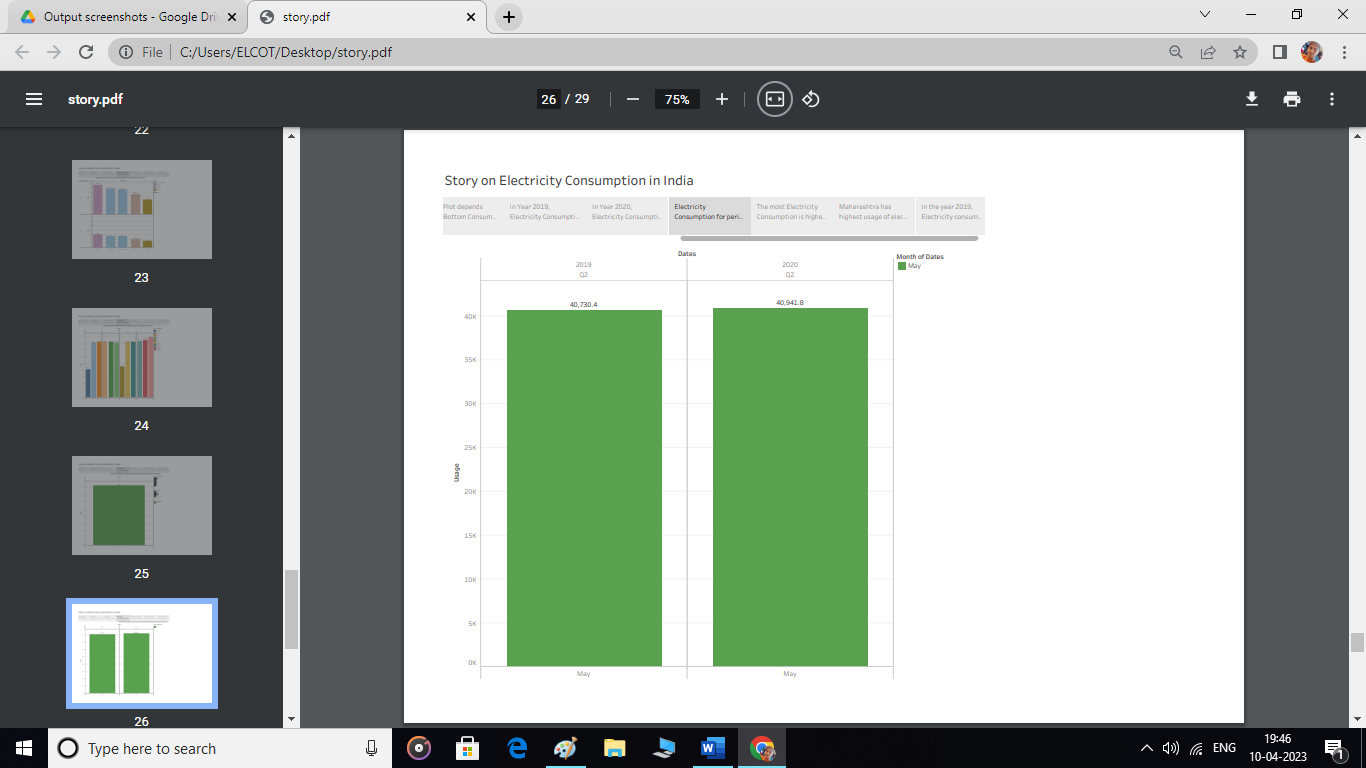 Output screenshots - Google Dri
story.pdf
File
C:/Users/ELCOT/Desktop/story.pdf
story.pdf
26 / 29
75%
22
23
24
25
26
Story on Electricity Consumption in India
Plot depends
Bottom Consum..
In Year 2019,
Electricity Consumpti..
In Year 2020,
Electricity Consumpti..
Electricity
Consumption for peri..
The most Electricity
Consumption is highe..
Maharashtra has
highest usage of elec..
In the year 2019,
Electricity consum..
Dates
2019
Q2
2020
Q2
Month of Dates
May
40,730.4
40,941.8
40K
35K
30K
25K
20K
15K
10K
5K
0K
Usage
May
May
Type here to search
ENG
19:46
10-04-2023
1